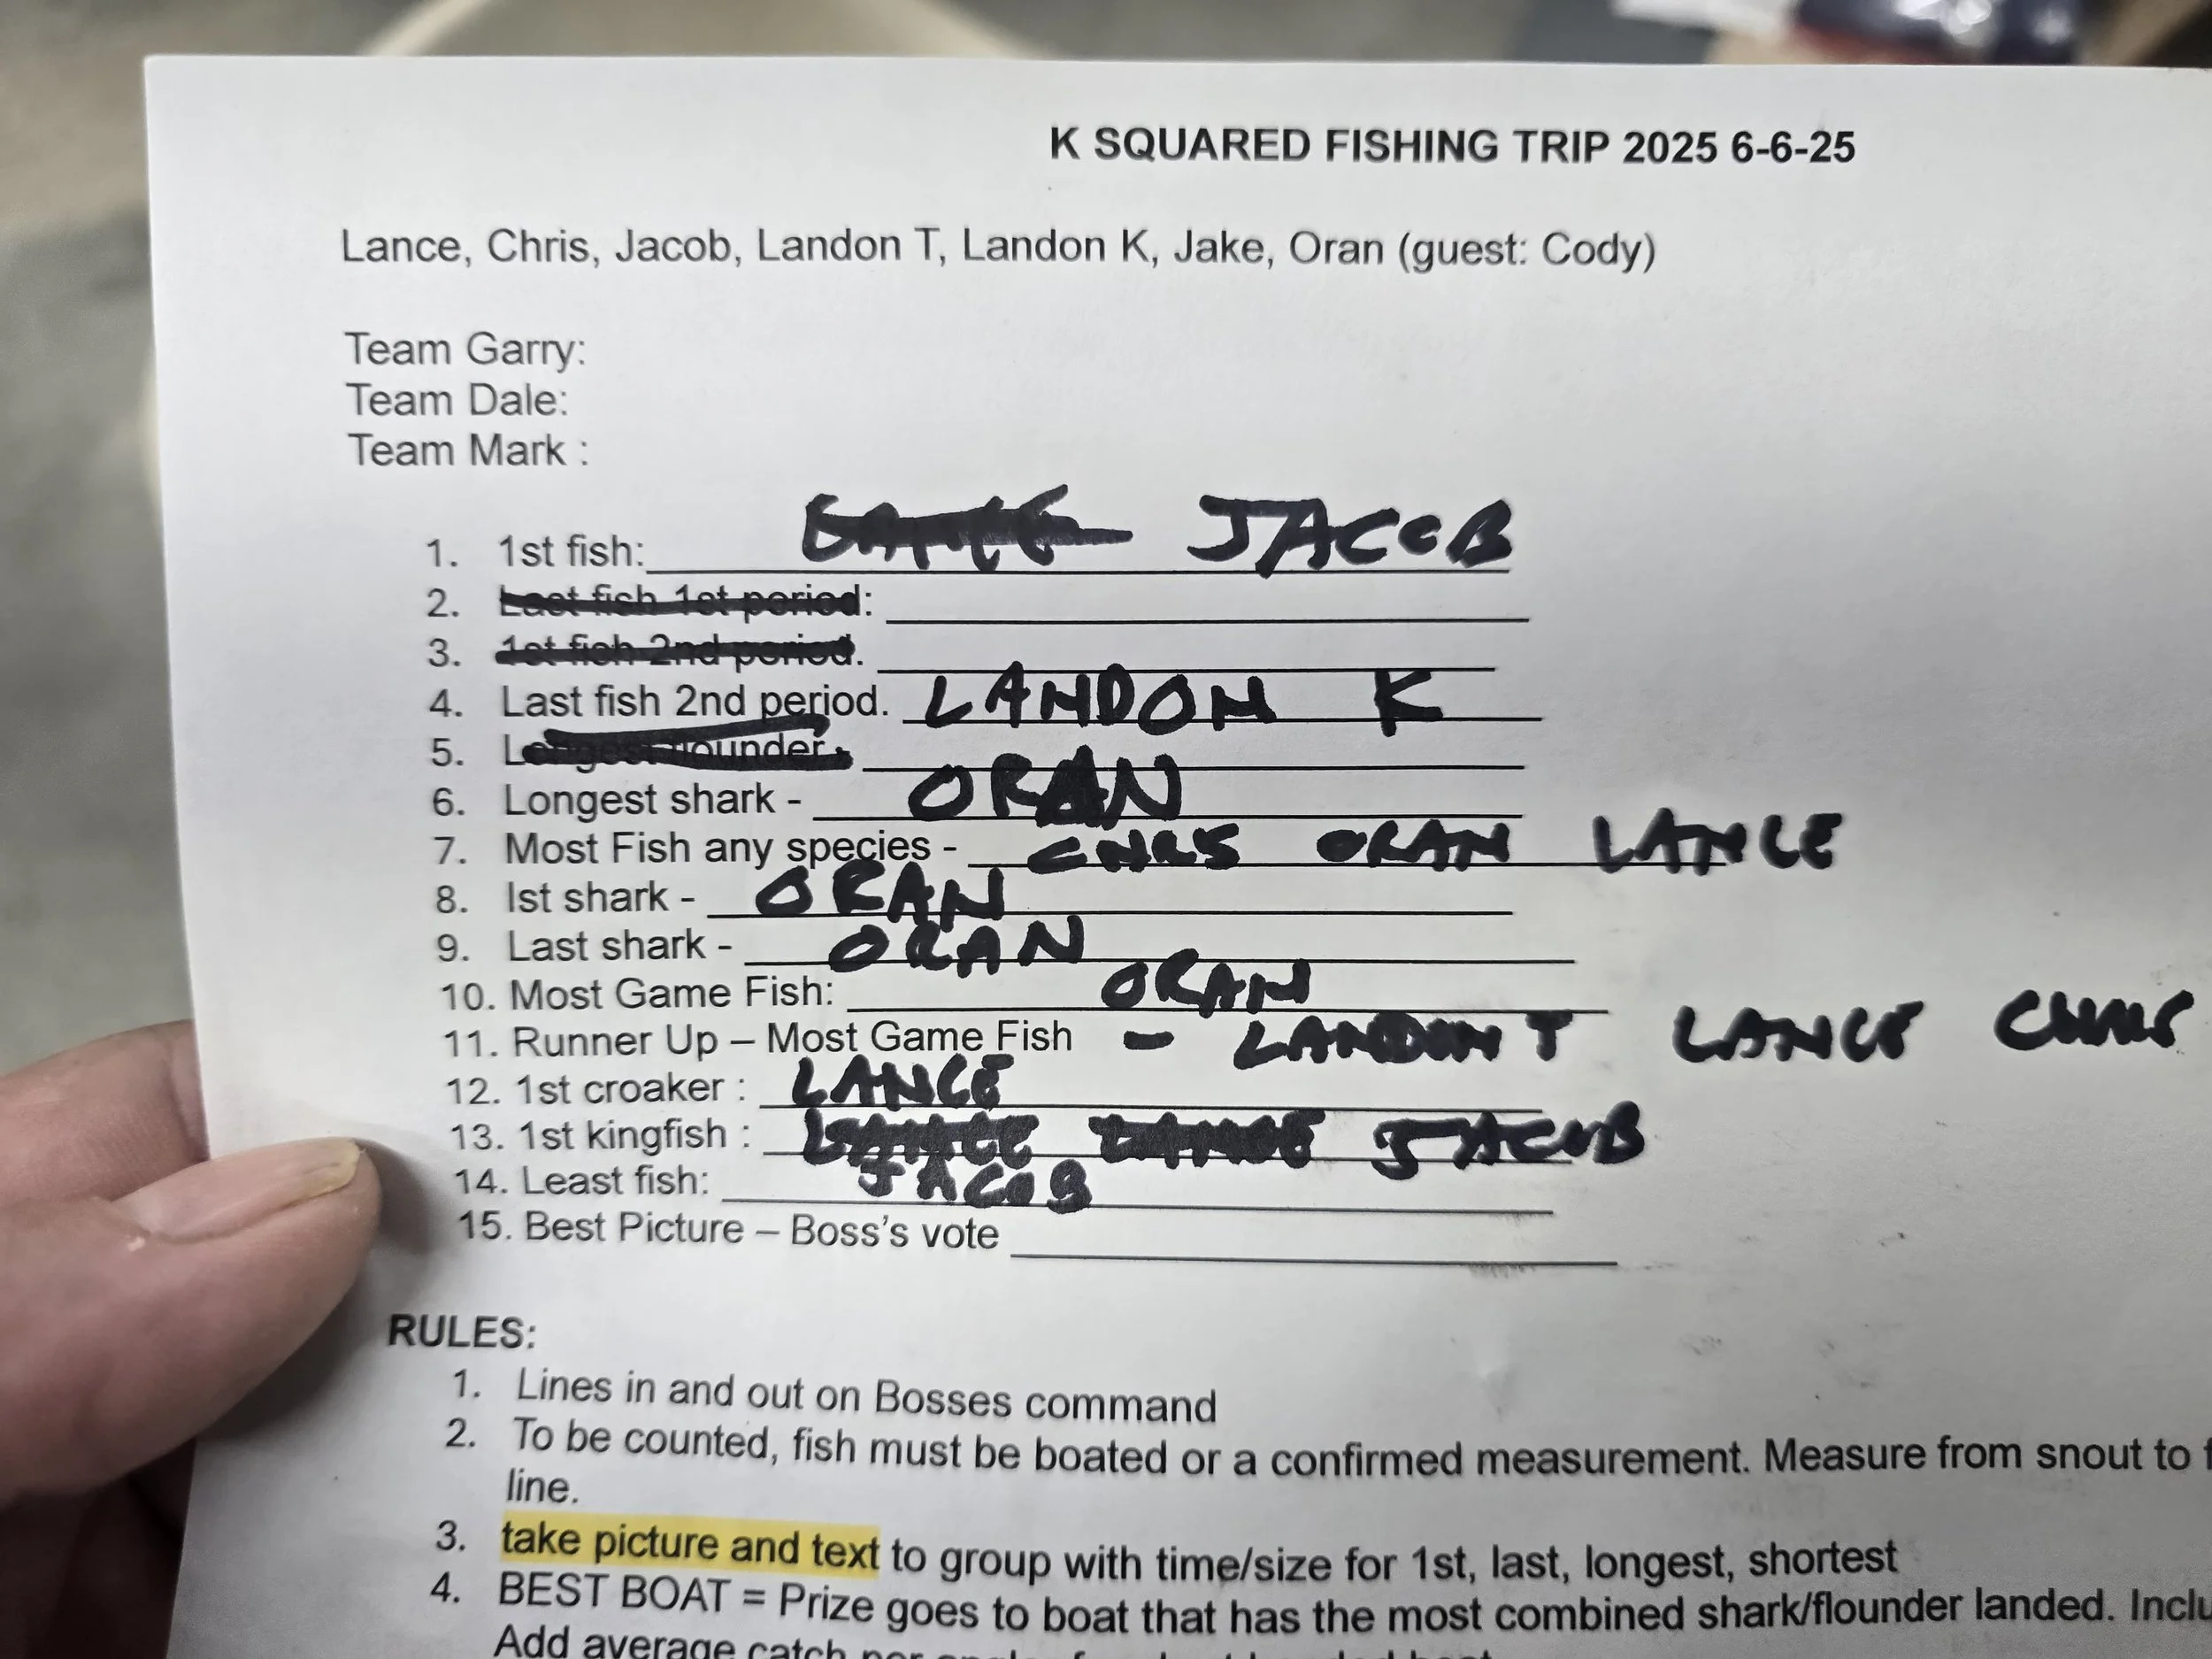 K SQUARED FISHING TRIP 2025 6-6-25
Lance, Chris, Jacob, Landon T, Landon K, Jake, Oran (guest: Cody)
Team Garry:
Team Dale:
Team Mark :
1. 1st fish: JACOB
2. Last fish 1st period:
3. 1st fish 2nd period.
4. Last fish 2nd period. LANDON K
5. Longest flounder.
6. Longest shark - ORAN
7. Most Fish any species - CHRS ORAN LANCE
8. Ist shark - ORAN
9. Last shark - ORAN
10. Most Game Fish: ORAN
11. Runner Up – Most Game Fish - LANDON T LANCE CHRIS
12. 1st croaker : LANCE
13. 1st kingfish : JACOB
14. Least fish: JACOB
15. Best Picture – Boss's vote
RULES:
1. Lines in and out on Bosses command
2. To be counted, fish must be boated or a confirmed measurement. Measure from snout to
line.
3. take picture and text to group with time/size for 1st, last, longest, shortest
4. BEST BOAT = Prize goes to boat that has the most combined shark/flounder landed. Inclu
Add average catch per